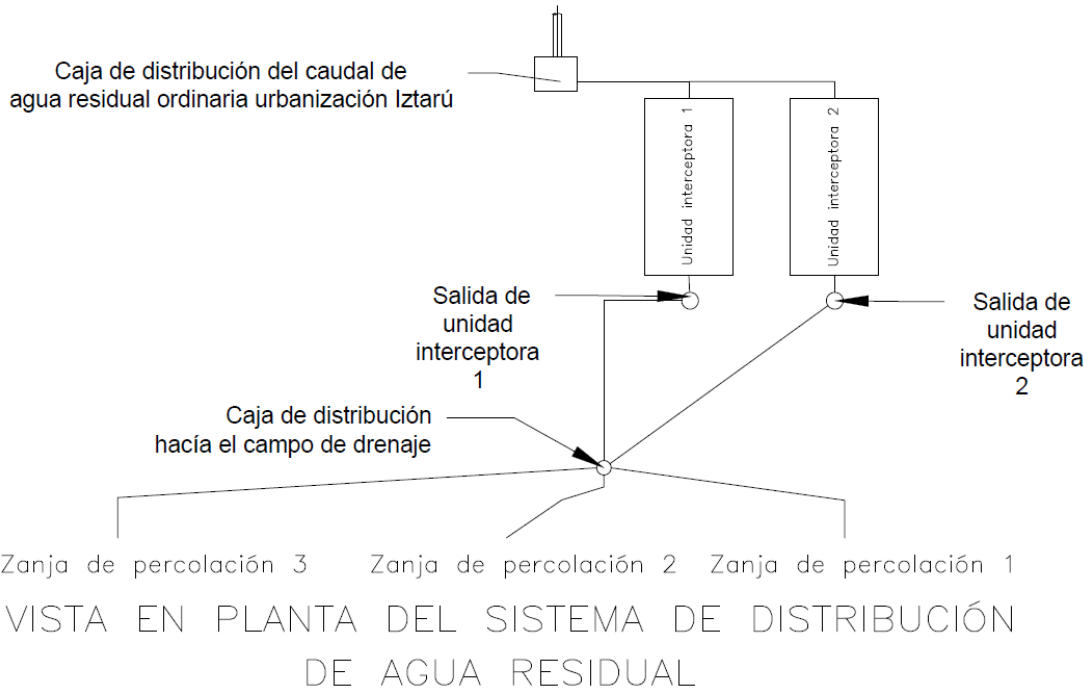 Caja de distribución del caudal de
agua residual ordinaria urbanización Iztarú
Unidad interceptora 1
Unidad interceptora 2
Salida de
unidad
interceptora
1
Salida de
unidad
interceptora
2
Caja de distribución
hacía el campo de drenaje
Zanja de percolación 3
Zanja de percolación 2
Zanja de percolación 1
VISTA EN PLANTA DEL SISTEMA DE DISTRIBUCIÓN
DE AGUA RESIDUAL